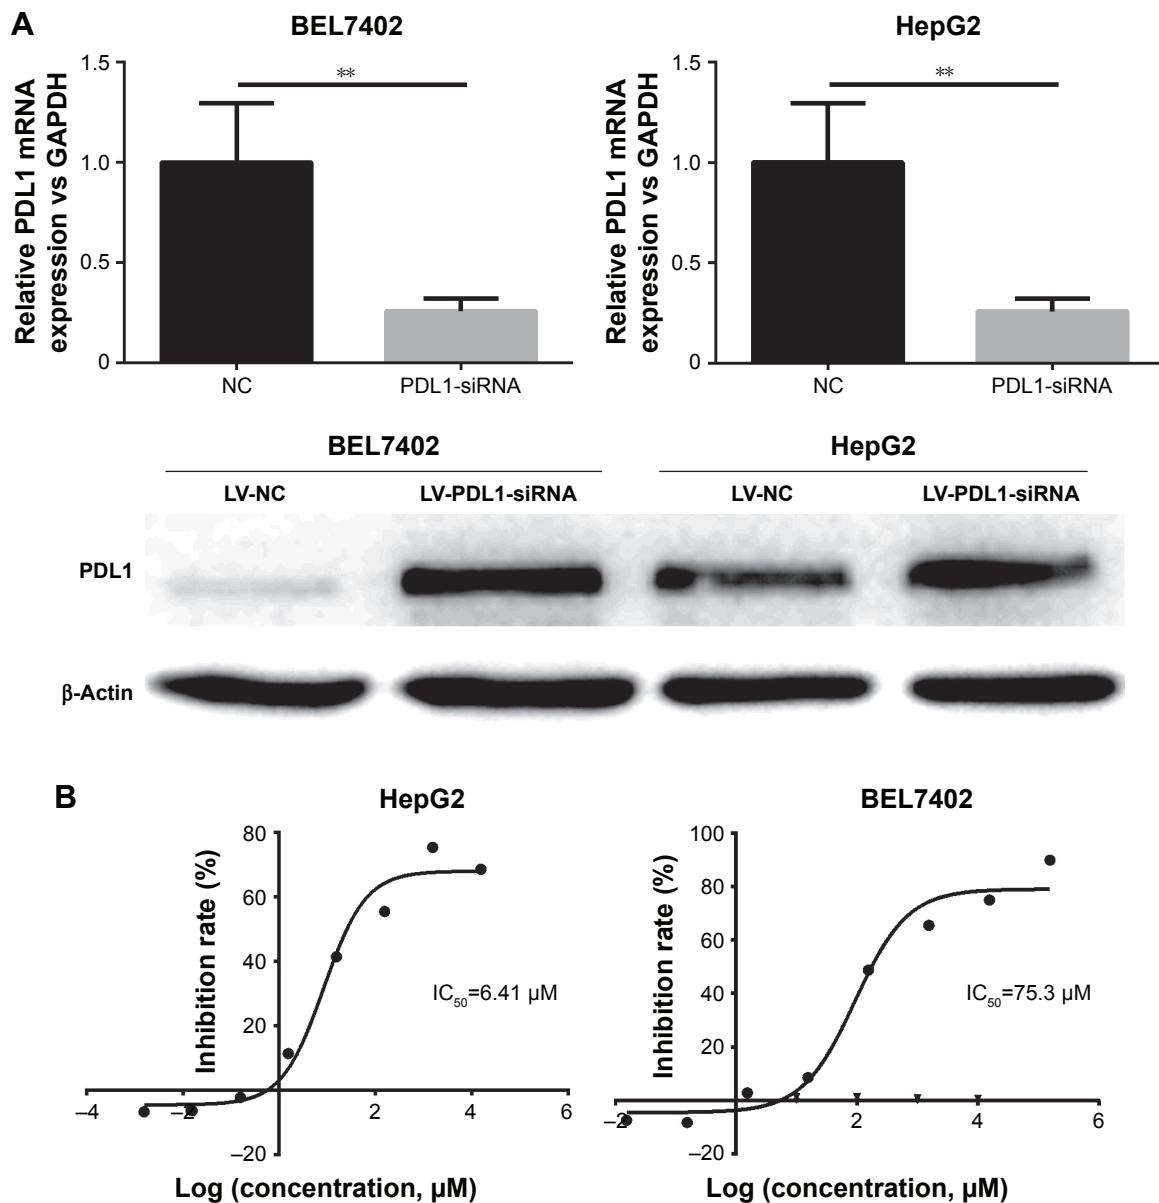 A
BEL7402
HepG2
Relative PDL1 mRNA
expression vs GAPDH
1.5
1.0
0.5
0
**
NC
PDL1-siRNA
Relative PDL1 mRNA
expression vs GAPDH
1.5
1.0
0.5
0
**
NC
PDL1-siRNA
BEL7402
HepG2
LV-NC
LV-PDL1-siRNA
LV-NC
LV-PDL1-siRNA
PDL1
β-Actin
B
HepG2
Inhibition rate (%)
80
60
40
20
–20
–4
–2
2
4
6
IC50=6.41 µM
Log (concentration, µM)
BEL7402
Inhibition rate (%)
100
80
60
40
20
–20
–2
2
4
6
IC50=75.3 µM
Log (concentration, µM)